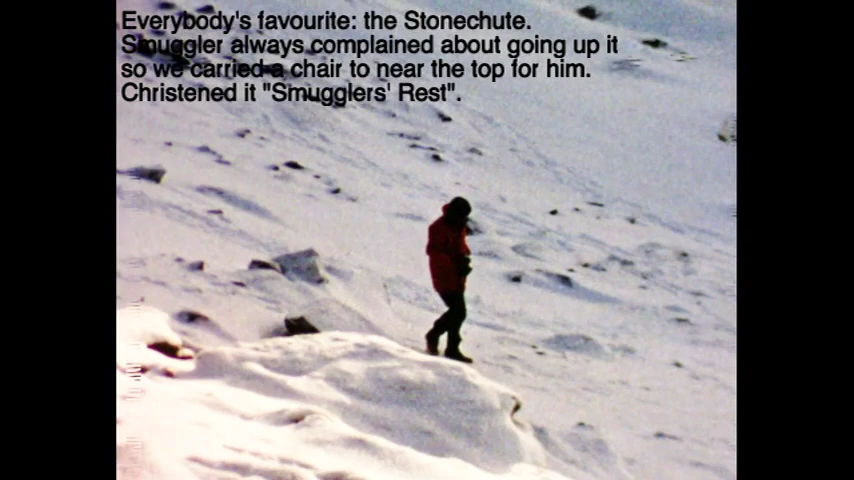 Everybody's favourite: the Stonechute.
Smuggler always complained about going up it
so we carried a chair to near the top for him.
Christened it "Smugglers' Rest".